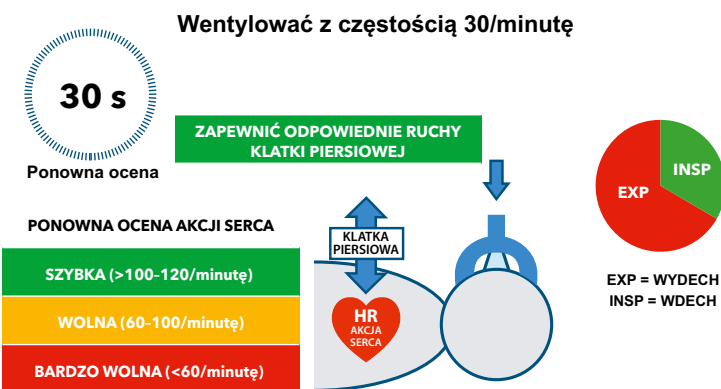 Wentylować z częstością 30/minutę
30 s
Ponowna ocena
ZAPEWNIĆ ODPOWIEDNIE RUCHY
KLATKI PIERSIOWEJ
PONOWNA OCENA AKCJI SERCA
SZYBKA (>100–120/minutę)
WOLNA (60–100/minutę)
BARDZO WOLNA (<60/minutę)
KLATKA
PIERSIOWA
HR
AKCJA
SERCA
INSP
EXP
EXP = WYDECH
INSP = WDECH